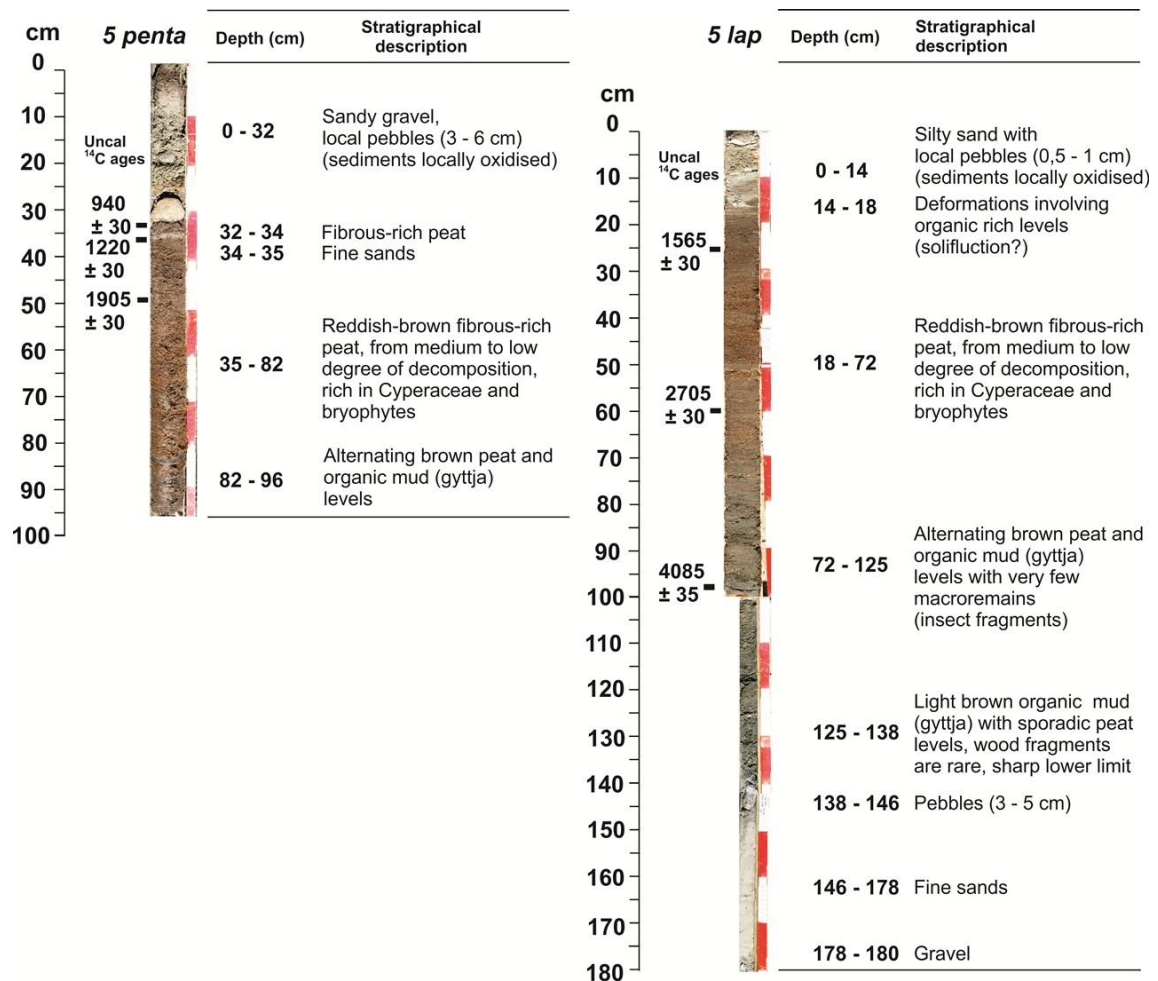 cm
5 penta
Depth (cm)
Stratigraphical
description
0
10
20
30
40
50
60
70
80
90
100
Uncal
14C ages
940
± 30
1220
± 30
1905
± 30
0 - 32
Sandy gravel,
local pebbles (3 - 6 cm)
(sediments locally oxidised)
32 - 34
Fibrous-rich peat
34 - 35
Fine sands
35 - 82
Reddish-brown fibrous-rich
peat, from medium to low
degree of decomposition,
rich in Cyperaceae and
bryophytes
82 - 96
Alternating brown peat and
organic mud (gyttja)
levels
5 lap
Depth (cm)
Stratigraphical
description
cm
0
10
20
30
40
50
60
70
80
90
100
110
120
130
140
150
160
170
180
Uncal
14C ages
1565
± 30
2705
± 30
4085
± 35
0 - 14
Silty sand with
local pebbles (0,5 - 1 cm)
(sediments locally oxidised)
14 - 18
Deformations involving
organic rich levels
(solifluction?)
18 - 72
Reddish-brown fibrous-rich
peat, from medium to low
degree of decomposition,
rich in Cyperaceae and
bryophytes
72 - 125
Alternating brown peat and
organic mud (gyttja)
levels with very few
macroremains
(insect fragments)
125 - 138
Light brown organic mud
(gyttja) with sporadic peat
levels, wood fragments
are rare, sharp lower limit
138 - 146
Pebbles (3 - 5 cm)
146 - 178
Fine sands
178 - 180
Gravel